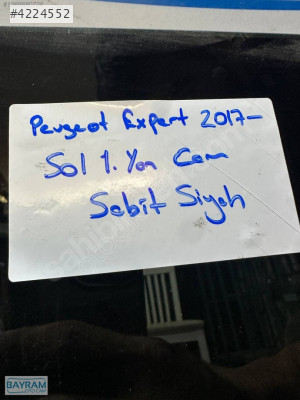 #4224552
Peugeot Expert 2017-
Sol 1. Yan Cam
Sabit Siyah
BAYRAM